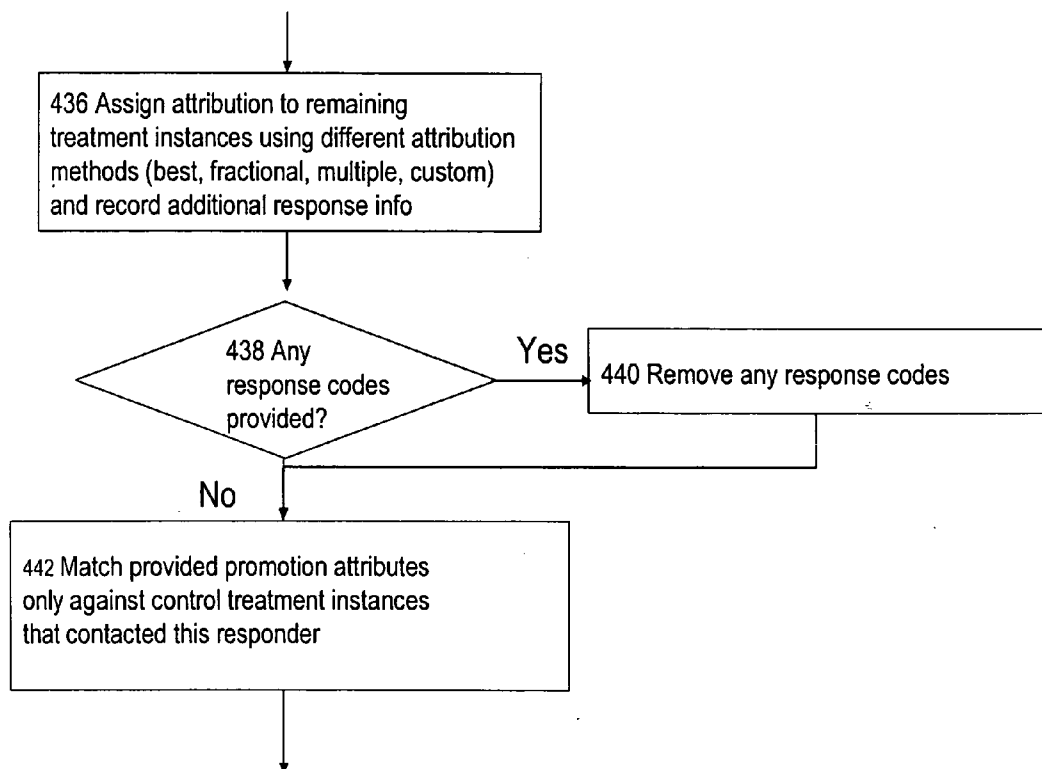 436 Assign attribution to remaining
treatment instances using different attribution
methods (best, fractional, multiple, custom)
and record additional response info
438 Any
response codes
provided?
Yes
440 Remove any response codes
No
442 Match provided promotion attributes
only against control treatment instances
that contacted this responder